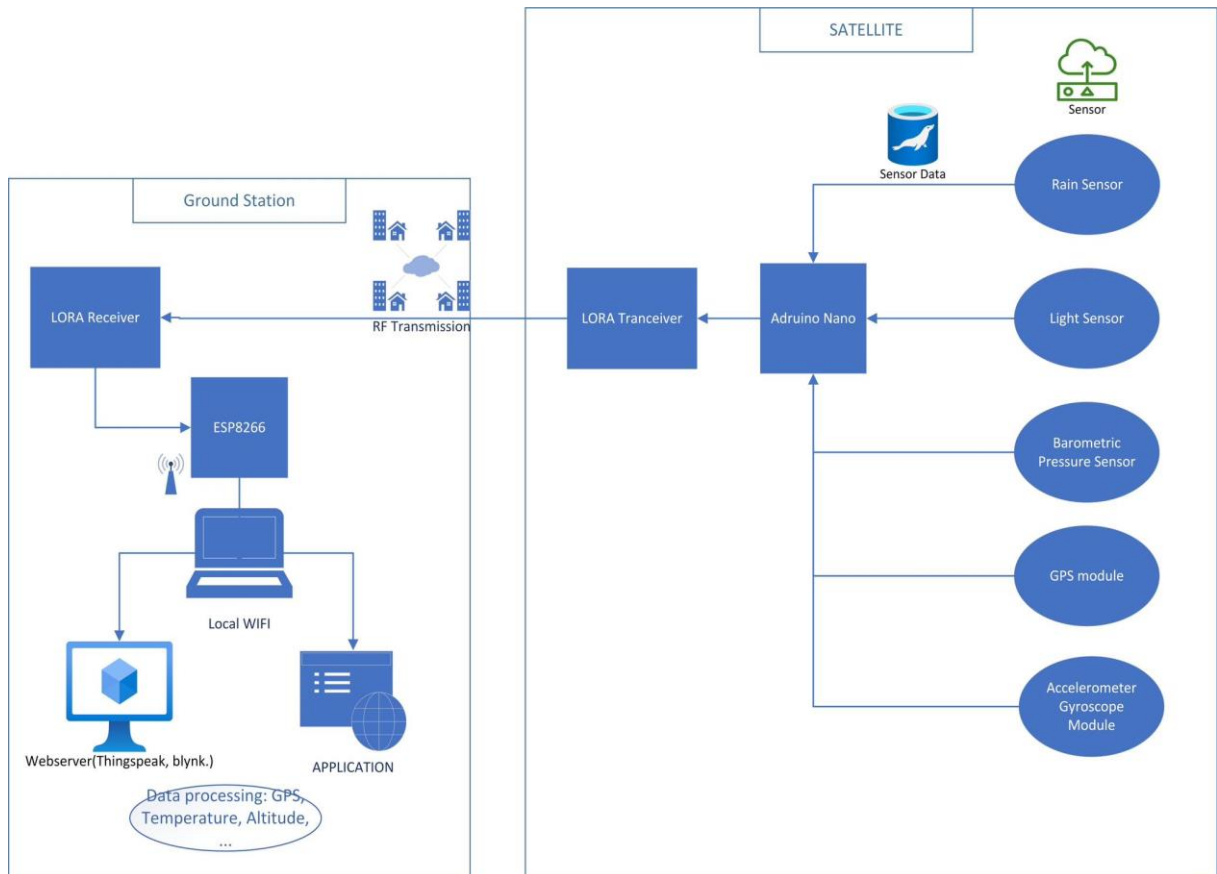 SATELLITE
Sensor
Sensor Data
Rain Sensor
Ground Station
RF Transmission
LORA Receiver
LORA Tranceiver
Adruino Nano
Light Sensor
ESP8266
Barometric
Pressure Sensor
GPS module
Local WIFI
Accelerometer
Gyroscope
Module
Webserver(Thingspeak, blynk.)
APPLICATION
Data processing: GPS,
Temperature, Altitude,
...